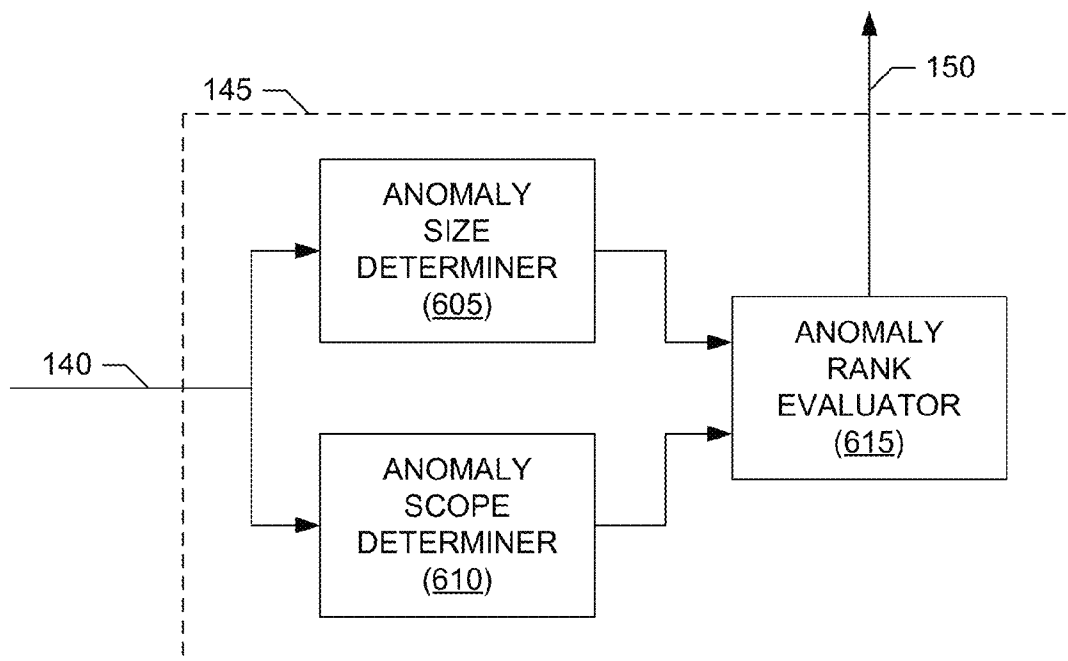 150
145
ANOMALY
SIZE
DETERMINER
(605)
140
ANOMALY
RANK
EVALUATOR
(615)
ANOMALY
SCOPE
DETERMINER
(610)